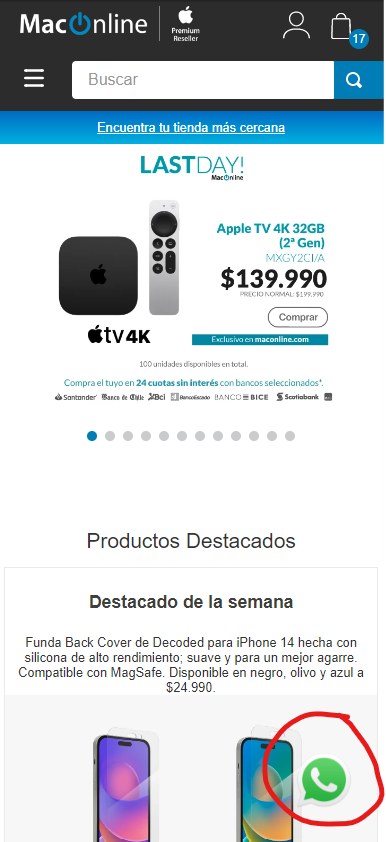 MacOnline
Premium
Reseller
17
Buscar
Encuentra tu tienda más cercana
LASTDAY!
MacOnline
Apple TV 4K 32GB
(2ª Gen)
MXGY2CI/A
$139.990
PRECIO NORMAL: $199.990
Comprar
tv4K
Exclusivo en maconline.com
100 unidades disponibles en total.
Compra el tuyo en 24 cuotas sin interés con bancos seleccionados*.
Santander Banco de Chile Bci BancoEstado BANCO BICE Scotiabank
Productos Destacados
Destacado de la semana
Funda Back Cover de Decoded para iPhone 14 hecha con
silicona de alto rendimiento; suave y para un mejor agarre.
Compatible con MagSafe. Disponible en negro, olivo y azul a
$24.990.